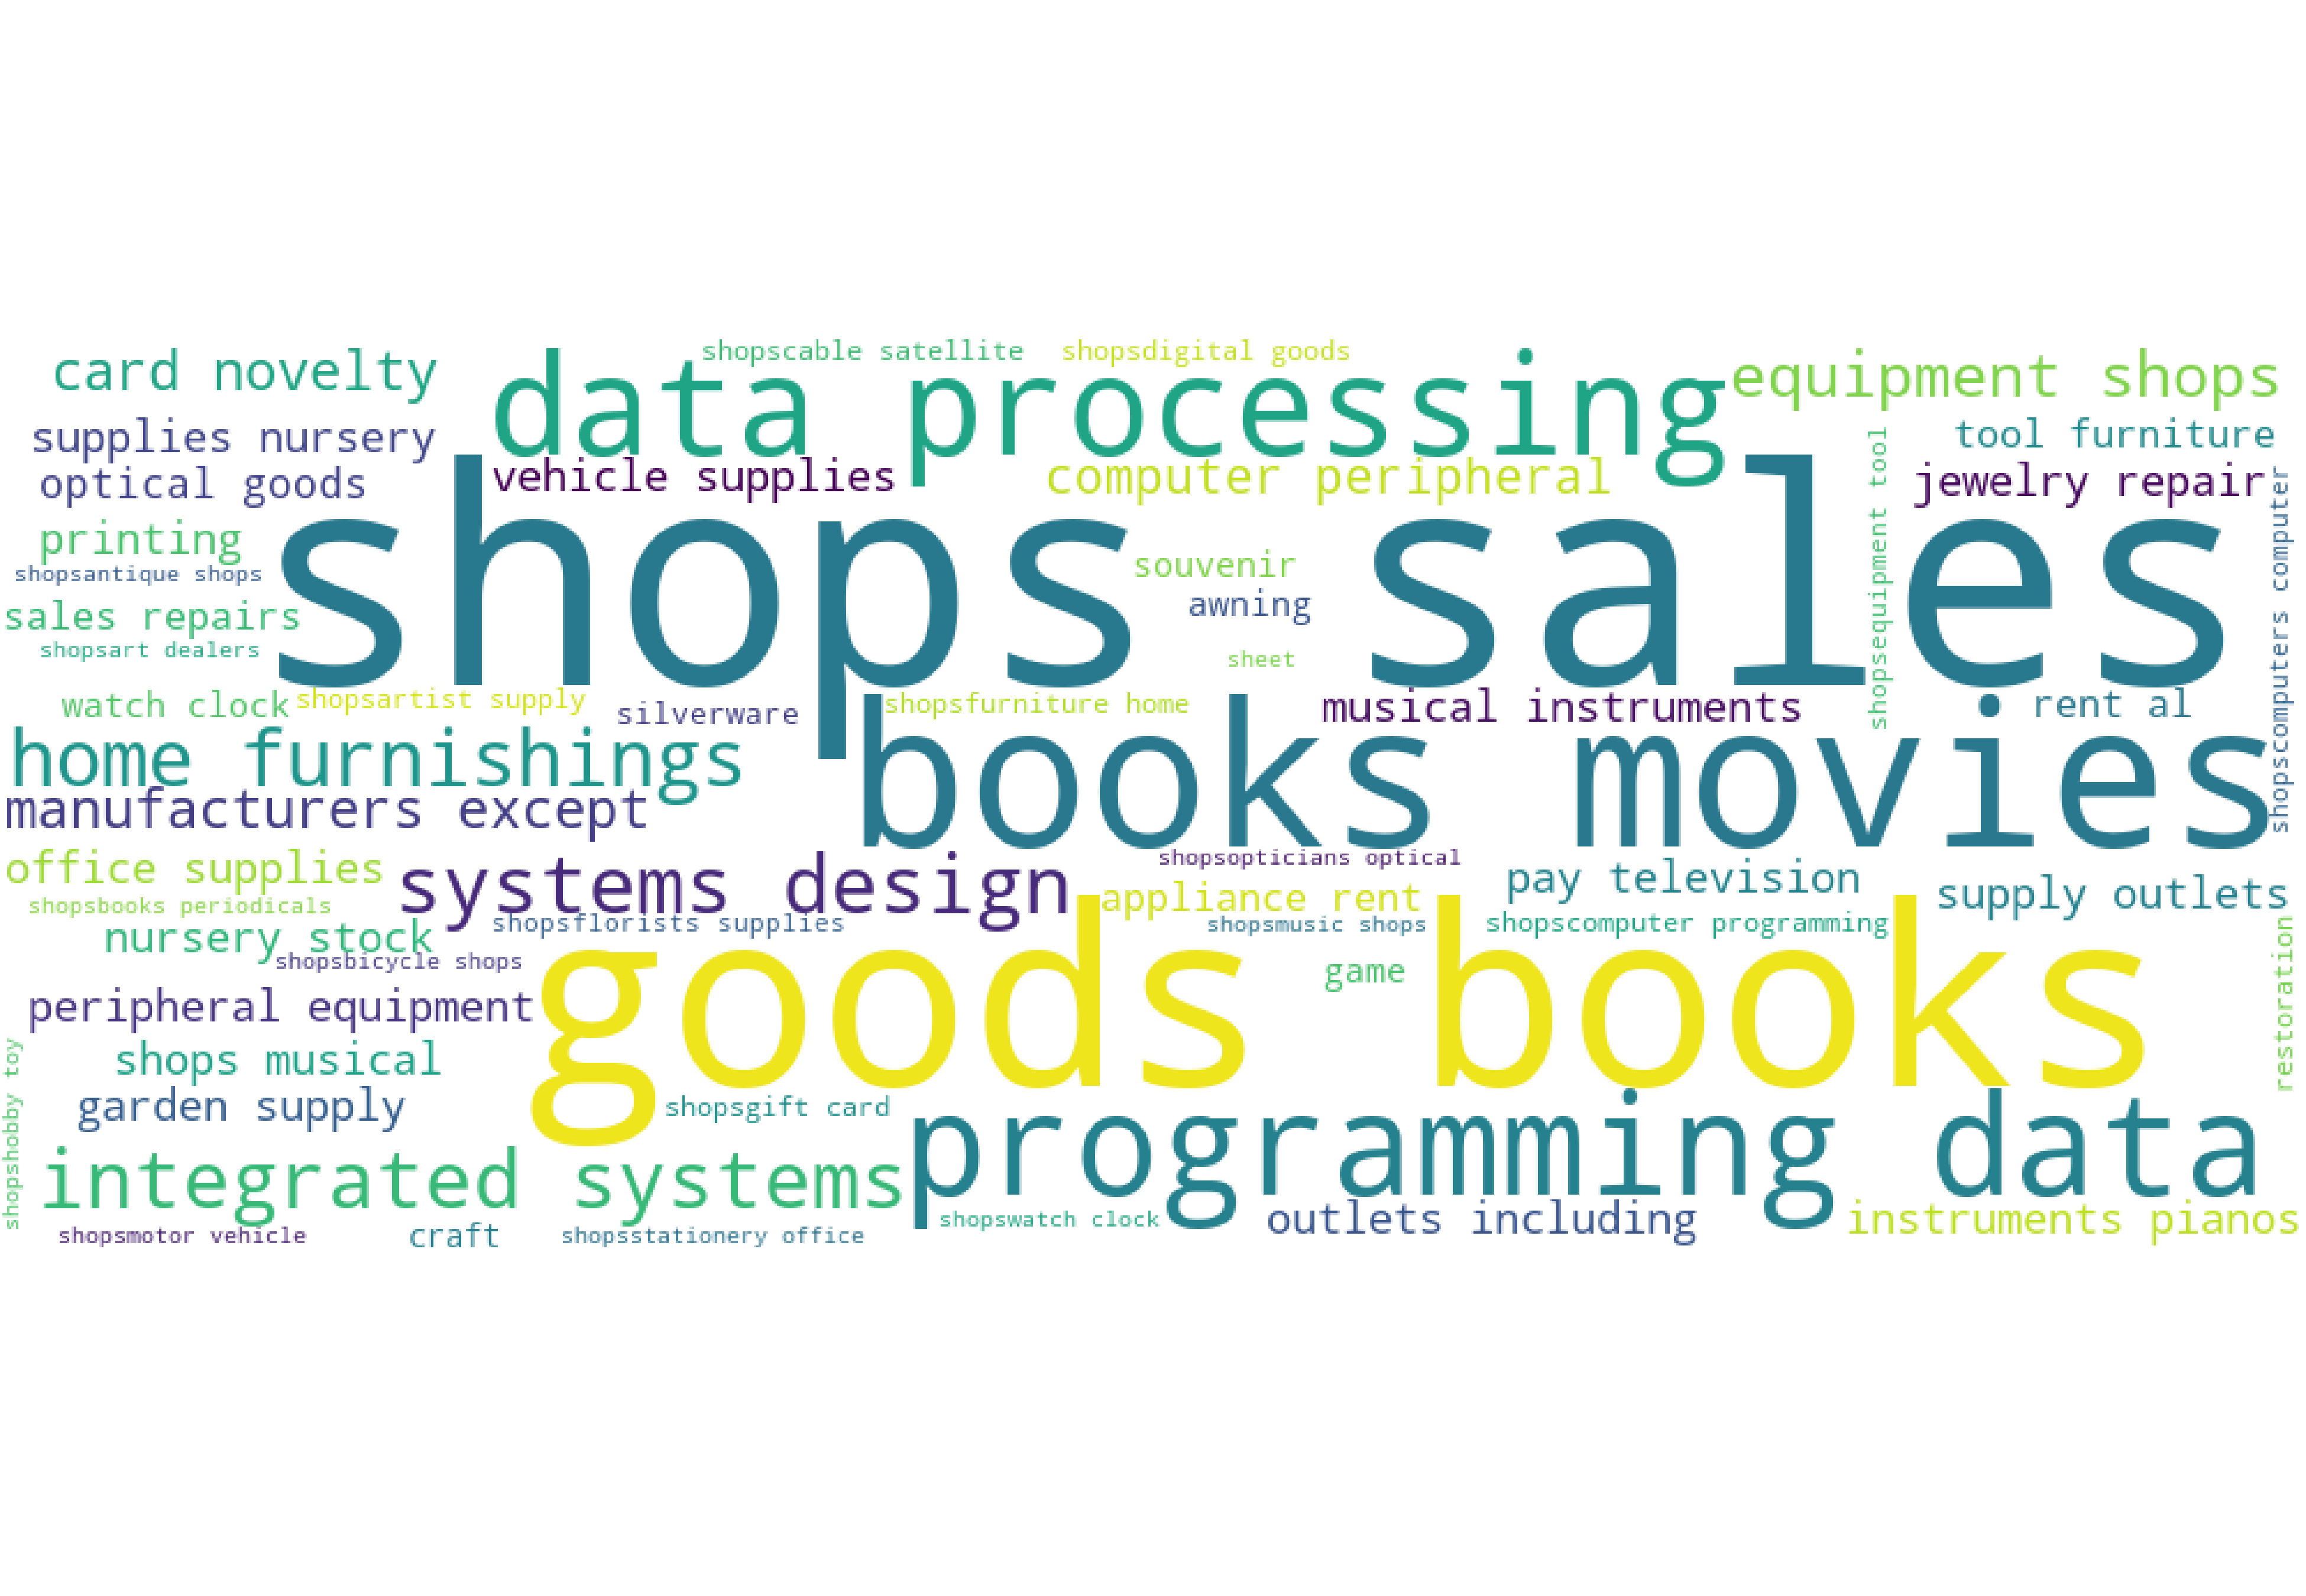 shopscable satellite
shopsdigital goods
card novelty
data processing
equipment shops
supplies nursery
tool furniture
optical goods
vehicle supplies
computer peripheral
jewelry repair
printing
shops sales
souvenir
shopsequipment tool
shopscomputers computer
shopsantique shops
awning
sales repairs
shopsart dealers
sheet
watch clock
shopsartist supply
silverware
shopsfurniture home
musical instruments
rent al
home furnishings
books movies
manufacturers except
office supplies
systems design
shopsopticians optical
pay television
supply outlets
appliance rent
shopsbooks periodicals
shopsflorists supplies
shopsmusic shops
shopscomputer programming
nursery stock
shopsbicycle shops
goods books
game
restoration
peripheral equipment
shops musical
shopshobby toy
garden supply
shopsgift card
programming data
integrated systems
shopswatch clock
outlets including
instruments pianos
shopsmotor vehicle
craft
shopsstationery office